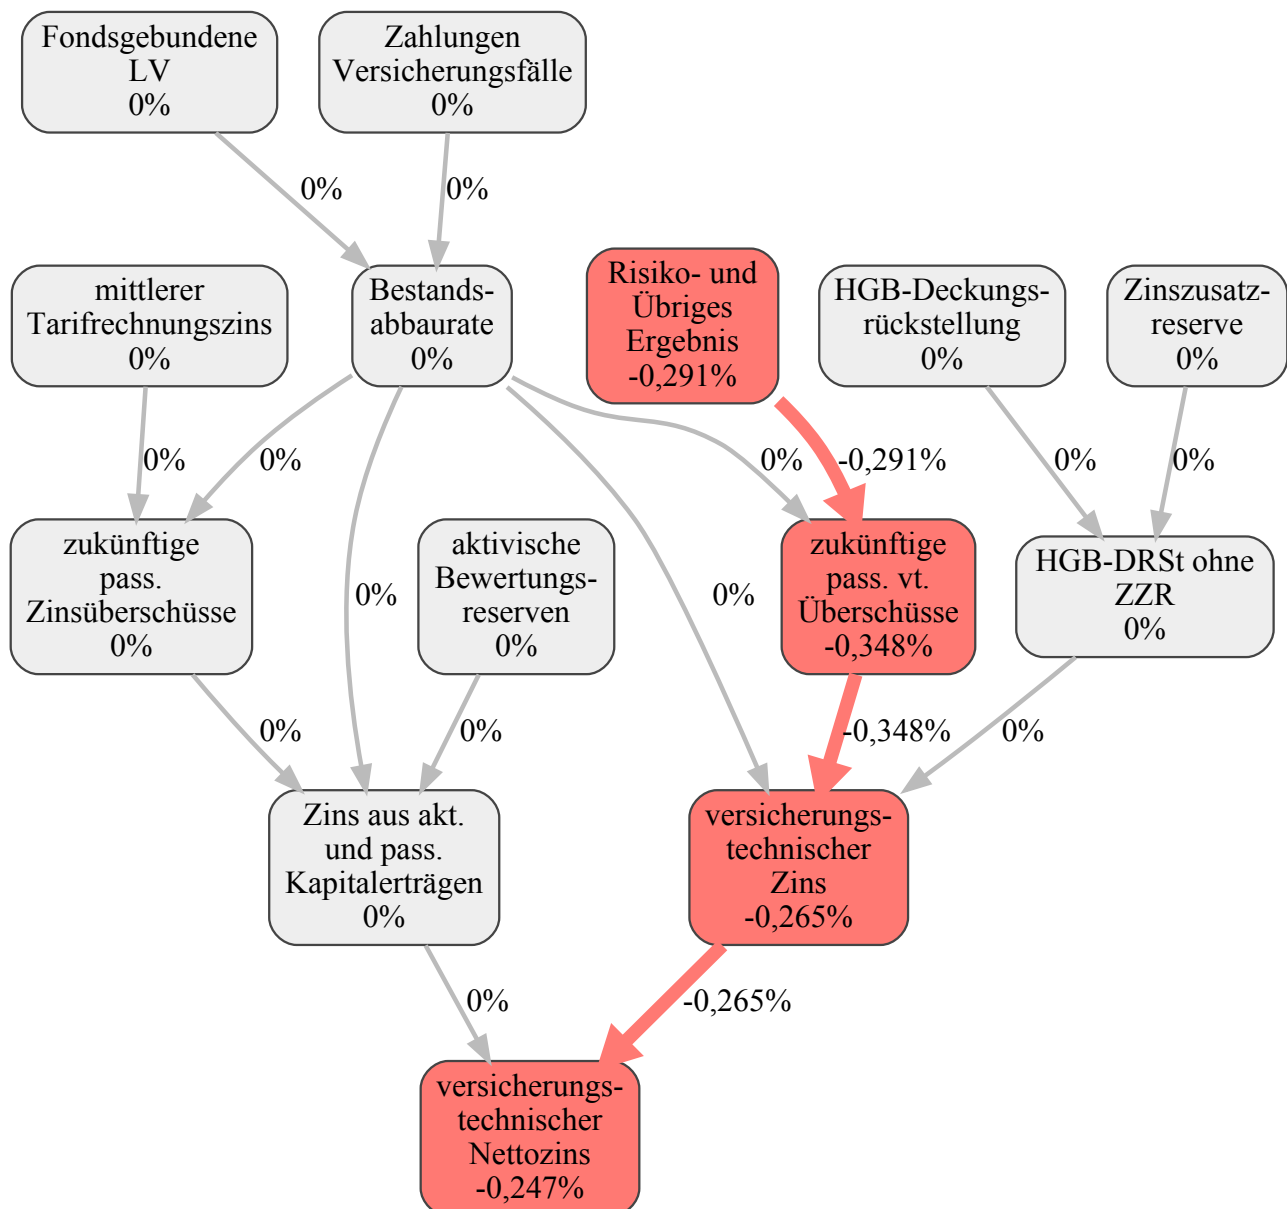 Fondsgebundene
LV
0%
Zahlungen
Versicherungsfälle
0%
0%
0%
mittlerer
Tarifrechnungszins
0%
Bestands-
abbaurate
0%
Risiko- und
Übriges
Ergebnis
-0,291%
HGB-Deckungs-
rückstellung
0%
Zinszusatz-
reserve
0%
0%
0%
0%
-0,291%
0%
0%
zukünftige
pass.
Zinsüberschüsse
0%
aktivische
Bewertungs-
reserven
0%
zukünftige
pass. vt.
Überschüsse
-0,348%
HGB-DRSt ohne
ZZR
0%
0%
0%
0%
0%
-0,348%
0%
Zins aus akt.
und pass.
Kapitalerträgen
0%
versicherungs-
technischer
Zins
-0,265%
0%
-0,265%
versicherungs-
technischer
Nettozins
-0,247%